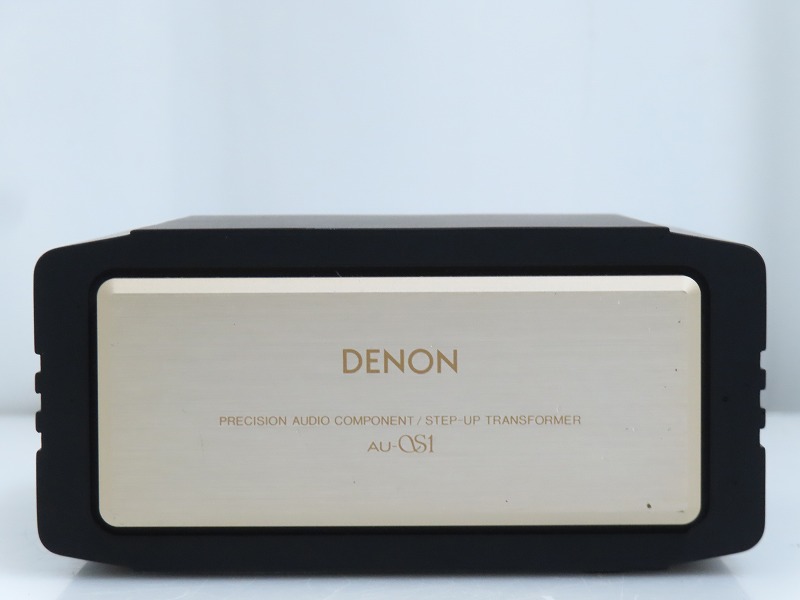 DENON
PRECISION AUDIO COMPONENT / STEP-UP TRANSFORMER
AU-S1